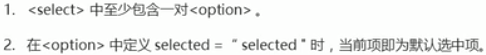 1. <select> 中至少包含一对<option> 。
2. 在<option> 中定义 selected = “ selected " 时，当前项即为默认选中项。